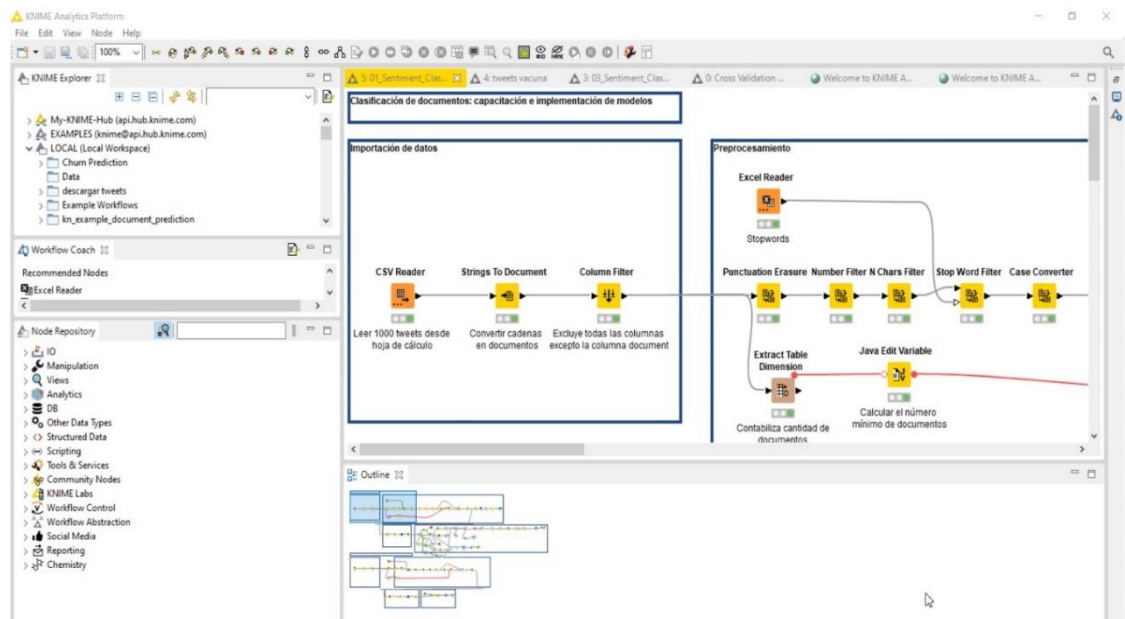 KNIME Analytics Platform
File Edit View Node Help
100%
KNIME Explorer
My-KNIME-Hub (api.hub.knime.com)
EXAMPLES (knime@api.hub.knime.com)
LOCAL (Local Workspace)
Churn Prediction
Data
descargar tweets
Example Workflows
kn_example_document_prediction
Workflow Coach
Recommended Nodes
Excel Reader
Node Repository
IO
Manipulation
Views
Analytics
DB
Other Data Types
Structured Data
Scripting
Tools & Services
Community Nodes
KNIME Labs
Workflow Control
Workflow Abstraction
Social Media
Reporting
Chemistry
5: 01_Sentiment_Clas... 4: tweets vacuna 3: 03_Sentiment_Clas... 0: Cross Validation ... Welcome to KNIME A... Welcome to KNIME A...
Clasificación de documentos: capacitación e implementación de modelos
Importación de datos
CSV Reader
Leer 1000 tweets desde
hoja de cálculo
Strings To Document
Convertir cadenas
en documentos
Column Filter
Excluye todas las columnas
excepto la columna document
Preprocesamiento
Excel Reader
Stopwords
Punctuation Erasure Number Filter N Chars Filter Stop Word Filter Case Converter
Extract Table
Dimension
Contabiliza cantidad de
documentos
Java Edit Variable
Calcular el número
mínimo de documentos
Outline